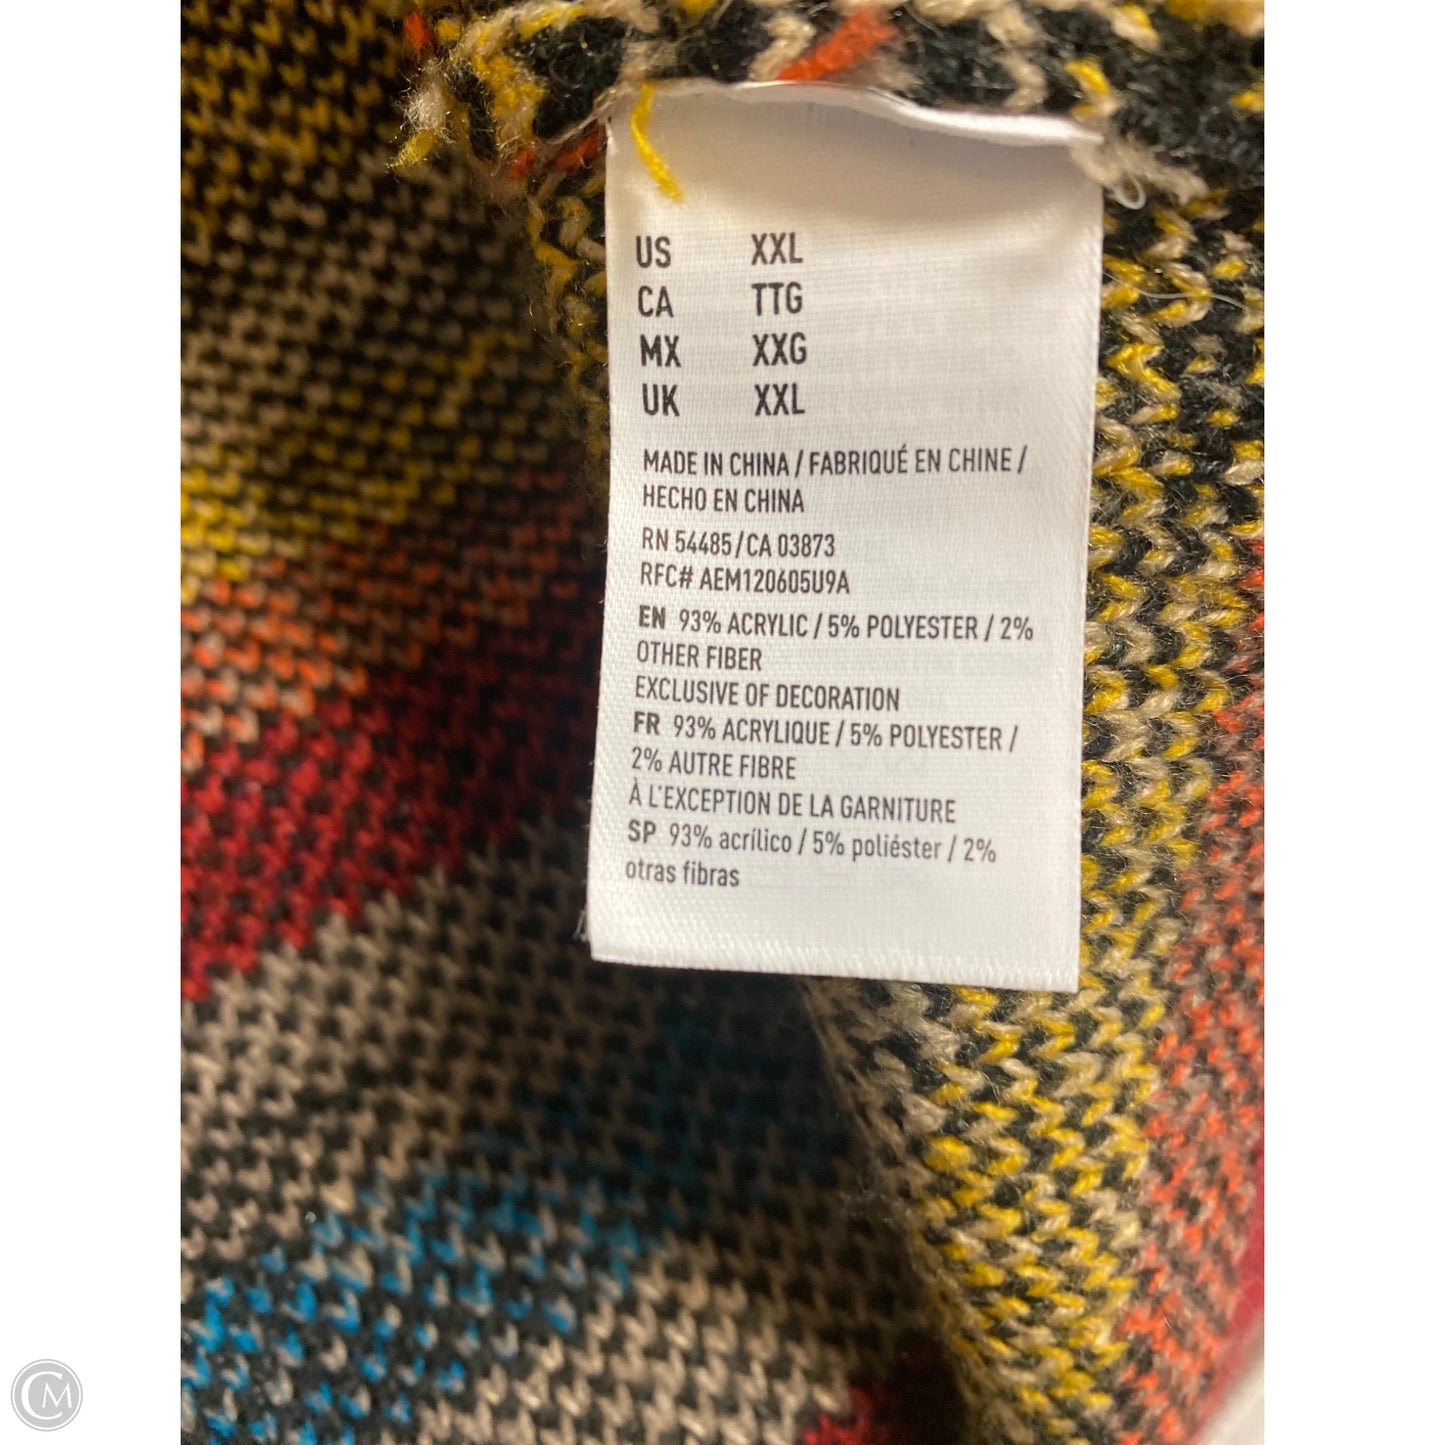 US XXL
CA TTG
MX XXG
UK XXL
MADE IN CHINA / FABRIQUÉ EN CHINE /
HECHO EN CHINA
RN 54485/CA 03873
RFC# AEM120605U9A
EN 93% ACRYLIC / 5% POLYESTER / 2%
OTHER FIBER
EXCLUSIVE OF DECORATION
FR 93% ACRYLIQUE / 5% POLYESTER /
2% AUTRE FIBRE
À L'EXCEPTION DE LA GARNITURE
SP 93% acrílico / 5% poliéster / 2%
otras fibras
CM